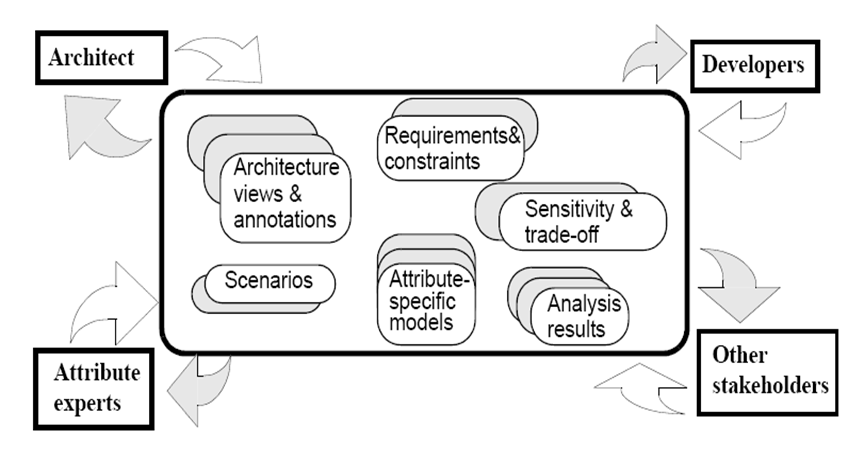 Architect
Developers
Requirements&
constraints
Architecture
views &
annotations
Sensitivity &
trade-off
Scenarios
Attribute-
specific
models
Analysis
results
Attribute
experts
Other
stakeholders